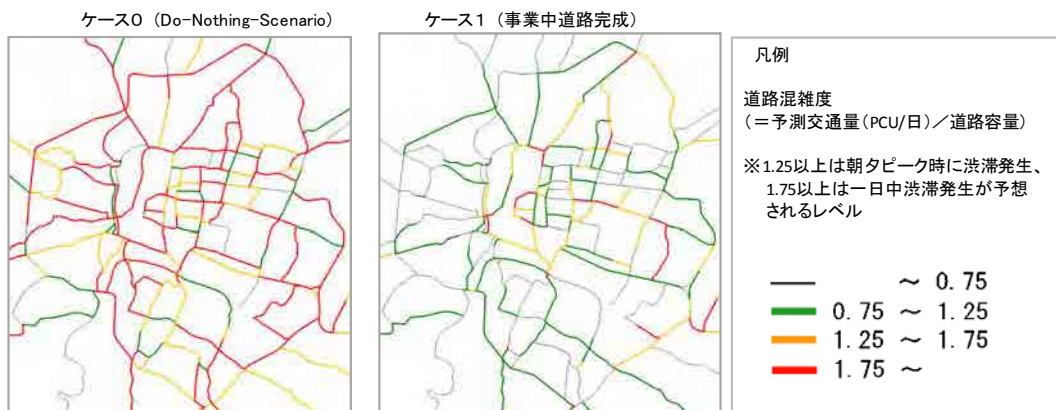 ケース0 (Do-Nothing-Scenario)
ケース1 (事業中道路完成)
凡例
道路混雑度
(＝予測交通量(PCU/日)／道路容量)
※1.25以上は朝夕ピーク時に渋滞発生、
1.75以上は一日中渋滞発生が予想
されるレベル
～ 0.75
0.75 ～ 1.25
1.25 ～ 1.75
1.75 ～